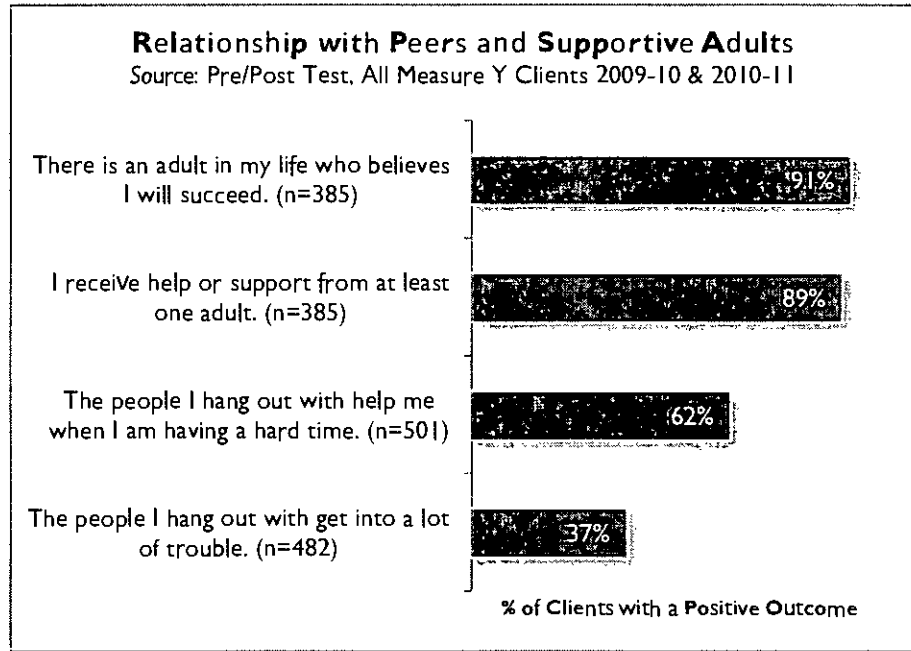 Relationship with Peers and Supportive Adults
Source: Pre/Post Test, All Measure Y Clients 2009-10 & 2010-11
There is an adult in my life who believes
I will succeed. (n=385)
91%
I receive help or support from at least
one adult. (n=385)
89%
The people I hang out with help me
when I am having a hard time. (n=501)
62%
The people I hang out with get into a lot
of trouble. (n=482)
37%
% of Clients with a Positive Outcome